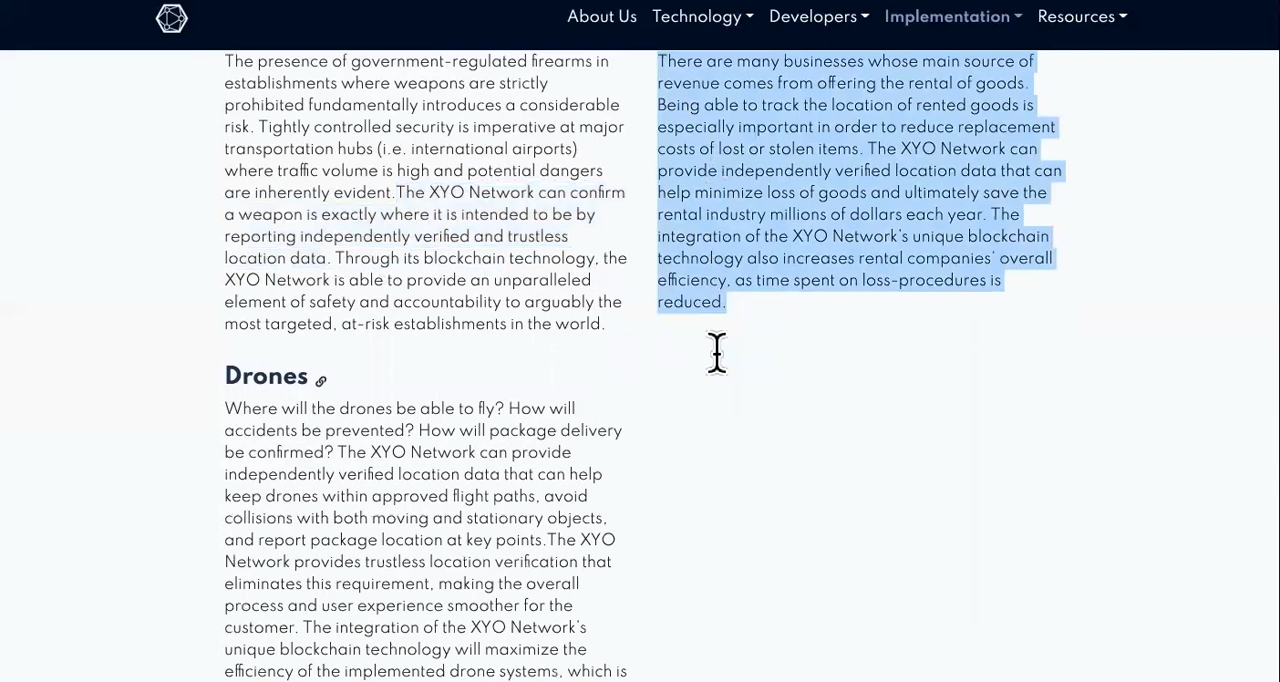 About Us Technology Developers Implementation Resources
The presence of government-regulated firearms in
establishments where weapons are strictly
prohibited fundamentally introduces a considerable
risk. Tightly controlled security is imperative at major
transportation hubs (i.e. international airports)
where traffic volume is high and potential dangers
are inherently evident.The XYO Network can confirm
a weapon is exactly where it is intended to be by
reporting independently verified and trustless
location data. Through its blockchain technology, the
XYO Network is able to provide an unparalleled
element of safety and accountability to arguably the
most targeted, at-risk establishments in the world.
Drones
Where will the drones be able to fly? How will
accidents be prevented? How will package delivery
be confirmed? The XYO Network can provide
independently verified location data that can help
keep drones within approved flight paths, avoid
collisions with both moving and stationary objects,
and report package location at key points.The XYO
Network provides trustless location verification that
eliminates this requirement, making the overall
process and user experience smoother for the
customer. The integration of the XYO Network's
unique blockchain technology will maximize the
efficiency of the implemented drone systems, which is
There are many businesses whose main source of
revenue comes from offering the rental of goods.
Being able to track the location of rented goods is
especially important in order to reduce replacement
costs of lost or stolen items. The XYO Network can
provide independently verified location data that can
help minimize loss of goods and ultimately save the
rental industry millions of dollars each year. The
integration of the XYO Network's unique blockchain
technology also increases rental companies' overall
efficiency, as time spent on loss-procedures is
reduced.